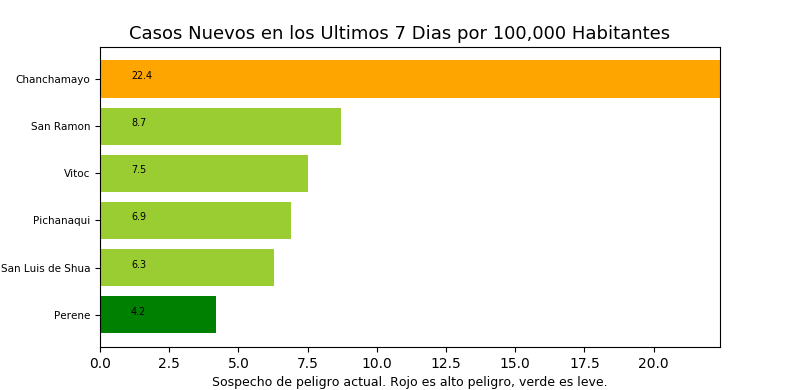 Casos Nuevos en los Ultimos 7 Dias por 100,000 Habitantes
Chanchamayo 22.4
San Ramon 8.7
Vitoc 7.5
Pichanaqui 6.9
San Luis de Shua 6.3
Perene 4.2
0.0 2.5 5.0 7.5 10.0 12.5 15.0 17.5 20.0
Sospecho de peligro actual. Rojo es alto peligro, verde es leve.